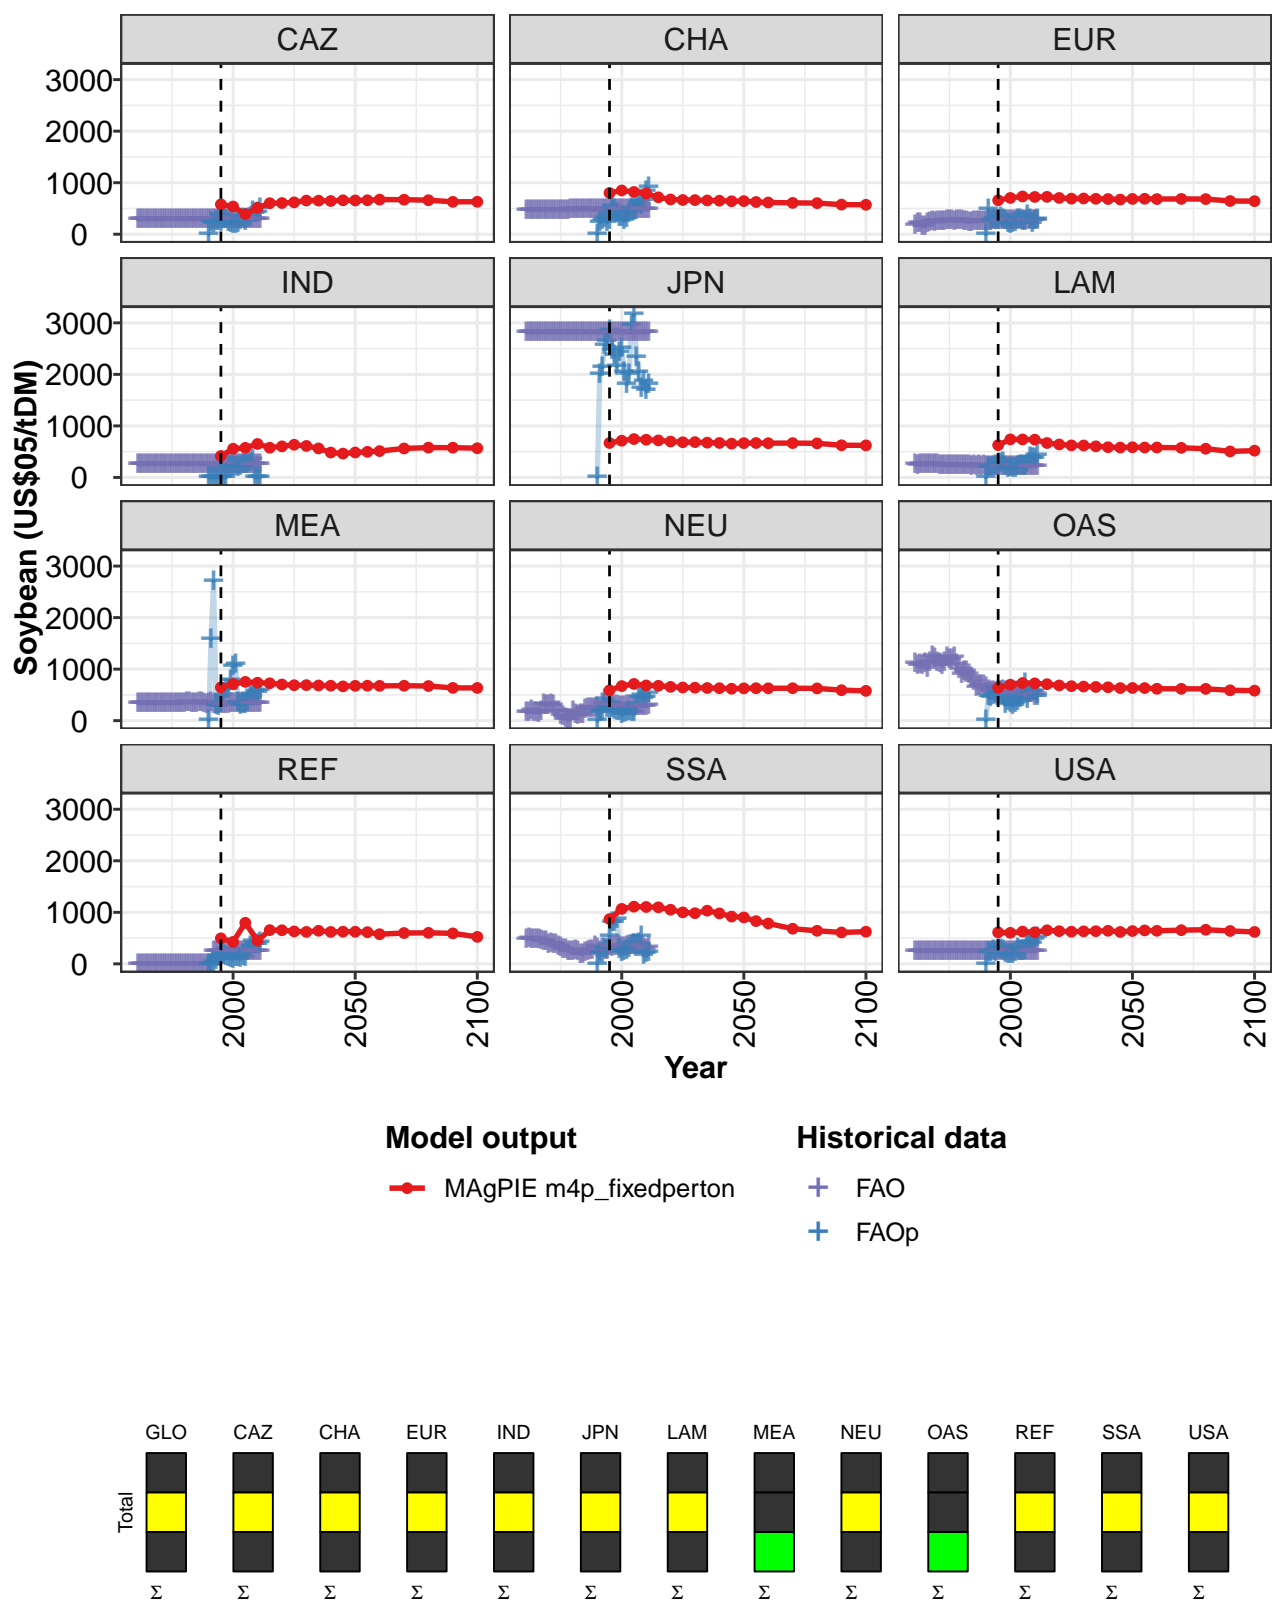 CAZ CHA EUR
3000
2000
1000
0
IND JPN LAM
3000
2000
1000
0
Soybean (US$05/tDM)
MEA NEU OAS
3000
2000
1000
0
REF SSA USA
3000
2000
1000
0
2000 2050 2100 2000 2050 2100 2000 2050 2100
Year
Model output Historical data
MAgPIE m4p_fixedperton FAO
FAOp
GLO CAZ CHA EUR IND JPN LAM MEA NEU OAS REF SSA USA
Total
Σ Σ Σ Σ Σ Σ Σ Σ Σ Σ Σ Σ Σ